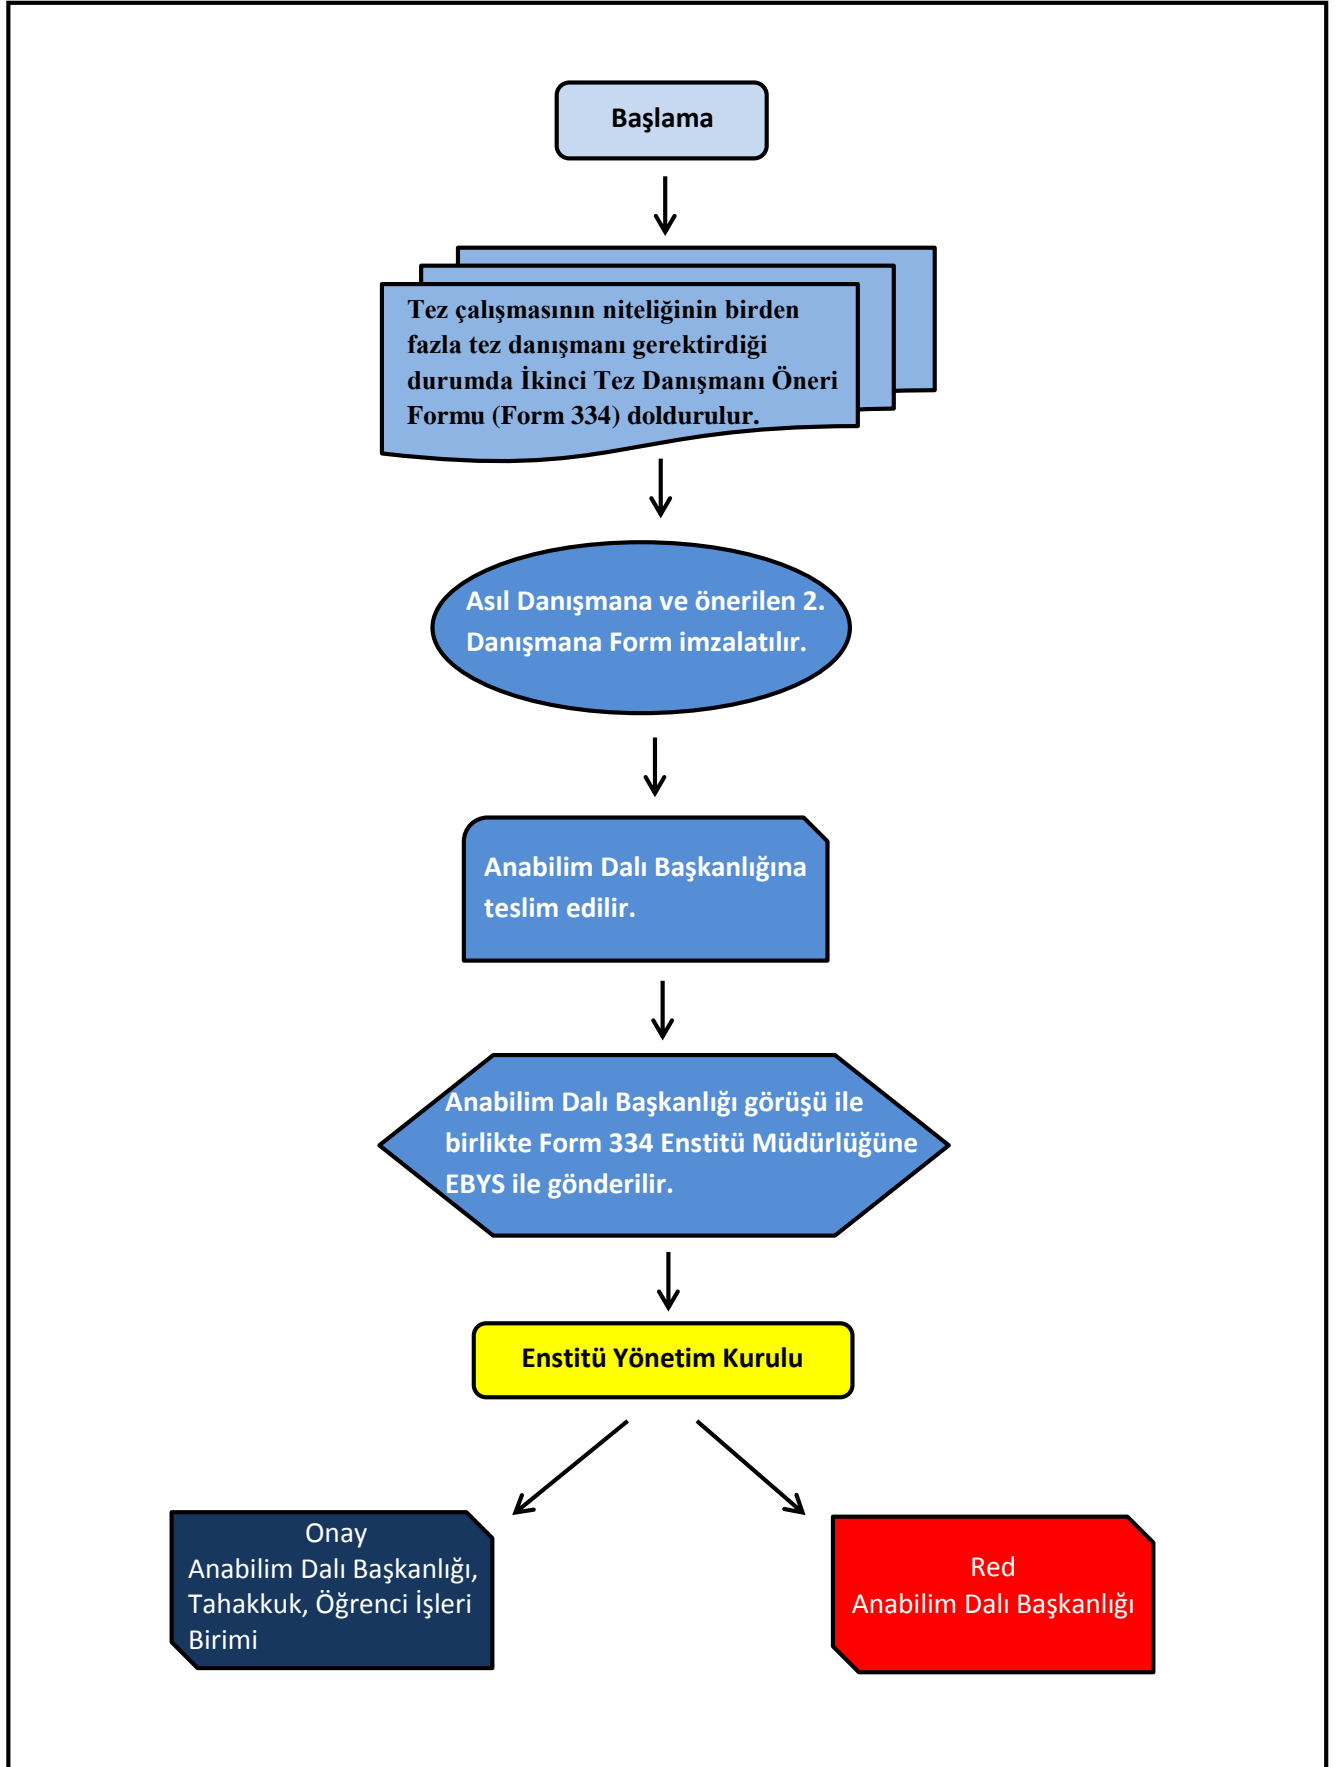 Başlama
Tez çalışmasının niteliğinin birden
fazla tez danışmanı gerektirdiği
durumda İkinci Tez Danışmanı Öneri
Formu (Form 334) doldurulur.
Asıl Danışmana ve önerilen 2.
Danışmana Form imzalatılır.
Anabilim Dalı Başkanlığına
teslim edilir.
Anabilim Dalı Başkanlığı görüşü ile
birlikte Form 334 Enstitü Müdürlüğüne
EBYS ile gönderilir.
Enstitü Yönetim Kurulu
Onay
Anabilim Dalı Başkanlığı,
Tahakkuk, Öğrenci İşleri
Birimi
Red
Anabilim Dalı Başkanlığı